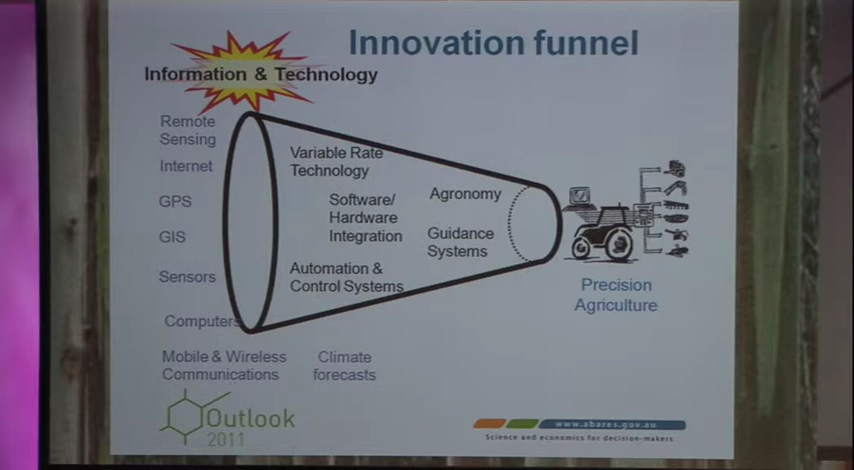 Innovation funnel
Information & Technology
Remote
Sensing
Internet
GPS
GIS
Sensors
Computers
Mobile & Wireless
Communications
Climate
forecasts
Variable Rate
Technology
Software/
Hardware
Integration
Automation &
Control Systems
Agronomy
Guidance
Systems
Precision
Agriculture
Outlook
2011
www.abares.gov.au
Science and economics for decision-makers